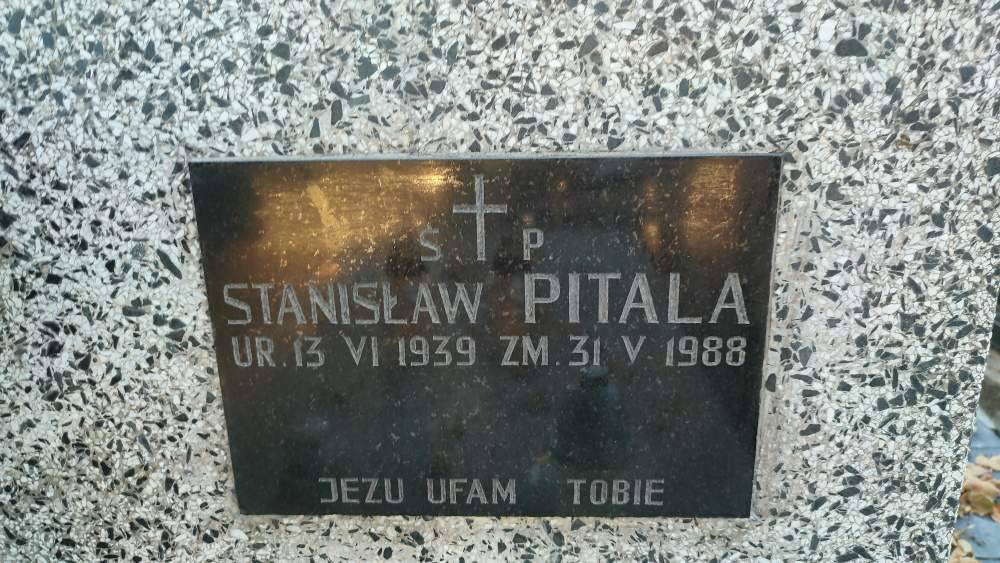 S P
STANISŁAW PITALA
UR. 13 VI 1939 ZM. 31 V 1988
JEZU UFAM TOBIE